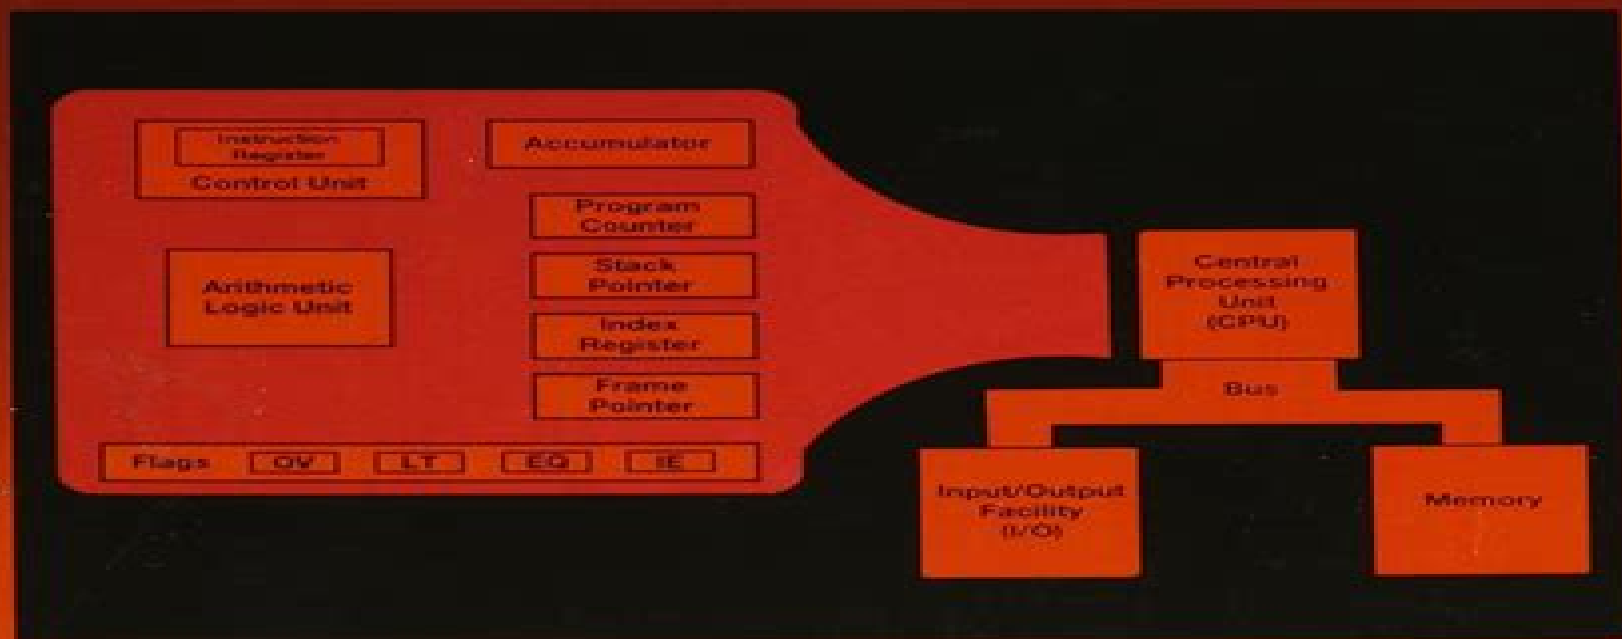 Instruction
Register
Control Unit
Accumulator
Program
Counter
Arithmetic
Logic Unit
Stack
Pointer
Index
Register
Frame
Pointer
Flags OV LT EQ IE
Central
Processing
Unit
(CPU)
Bus
Input/Output
Facility
(I/O)
Memory